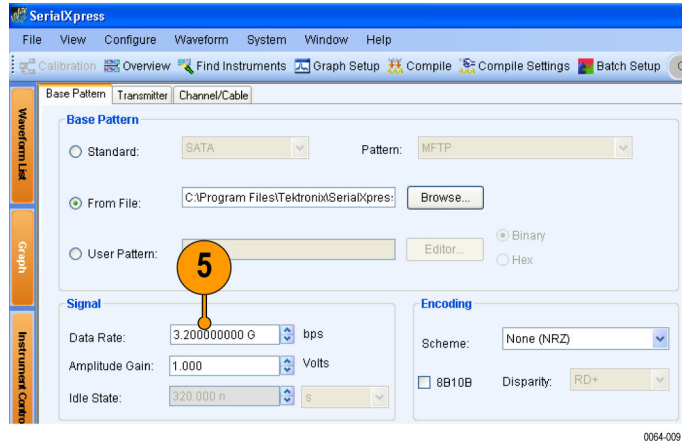 SerialXpress
File View Configure Waveform System Window Help
Calibration Overview Find Instruments Graph Setup Compile Compile Settings Batch Setup
Base Pattern Transmitter Channel/Cable
Waveform List
Base Pattern
Standard: SATA Pattern: MFTP
From File: C:\Program Files\Tektronix\SerialXpres: Browse...
Graph
User Pattern: Editor... Binary
Hex
5
Signal Encoding
Instrument Contro
Data Rate: 3.200000000 G bps Scheme: None (NRZ)
Amplitude Gain: 1.000 Volts
8B10B Disparity: RD+
Idle State: 320.000 n s
0064-009